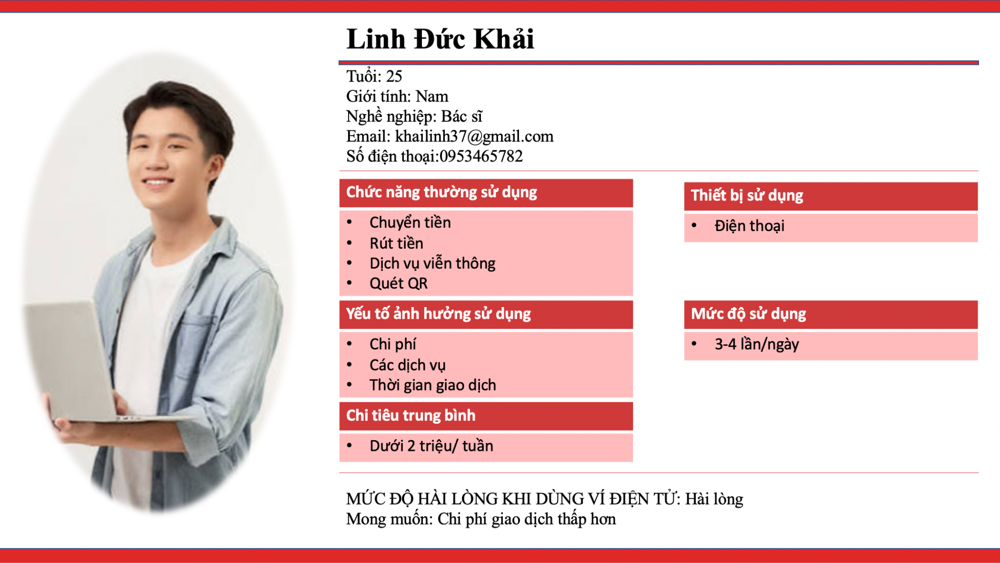 Linh Đức Khải
Tuổi: 25
Giới tính: Nam
Nghề nghiệp: Bác sĩ
Email: khailinh37@gmail.com
Số điện thoại:0953465782
Chức năng thường sử dụng
• Chuyển tiền
• Rút tiền
• Dịch vụ viễn thông
• Quét QR
Thiết bị sử dụng
• Điện thoại
Yếu tố ảnh hưởng sử dụng
• Chi phí
• Các dịch vụ
• Thời gian giao dịch
Mức độ sử dụng
• 3-4 lần/ngày
Chi tiêu trung bình
• Dưới 2 triệu/ tuần
MỨC ĐỘ HÀI LÒNG KHI DÙNG VÍ ĐIỆN TỬ: Hài lòng
Mong muốn: Chi phí giao dịch thấp hơn